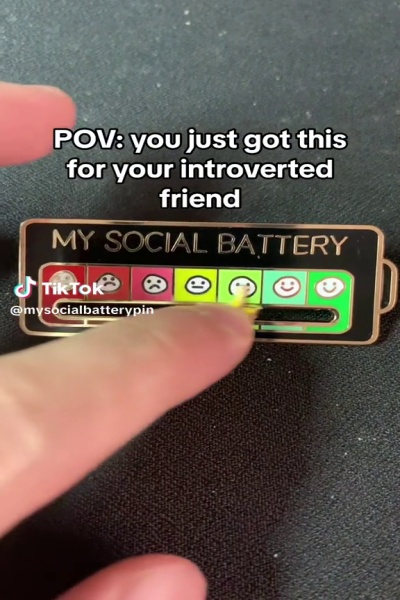 POV: you just got this
for your introverted
friend
MY SOCIAL BATTERY
TikTok
@mysocialbatterypin